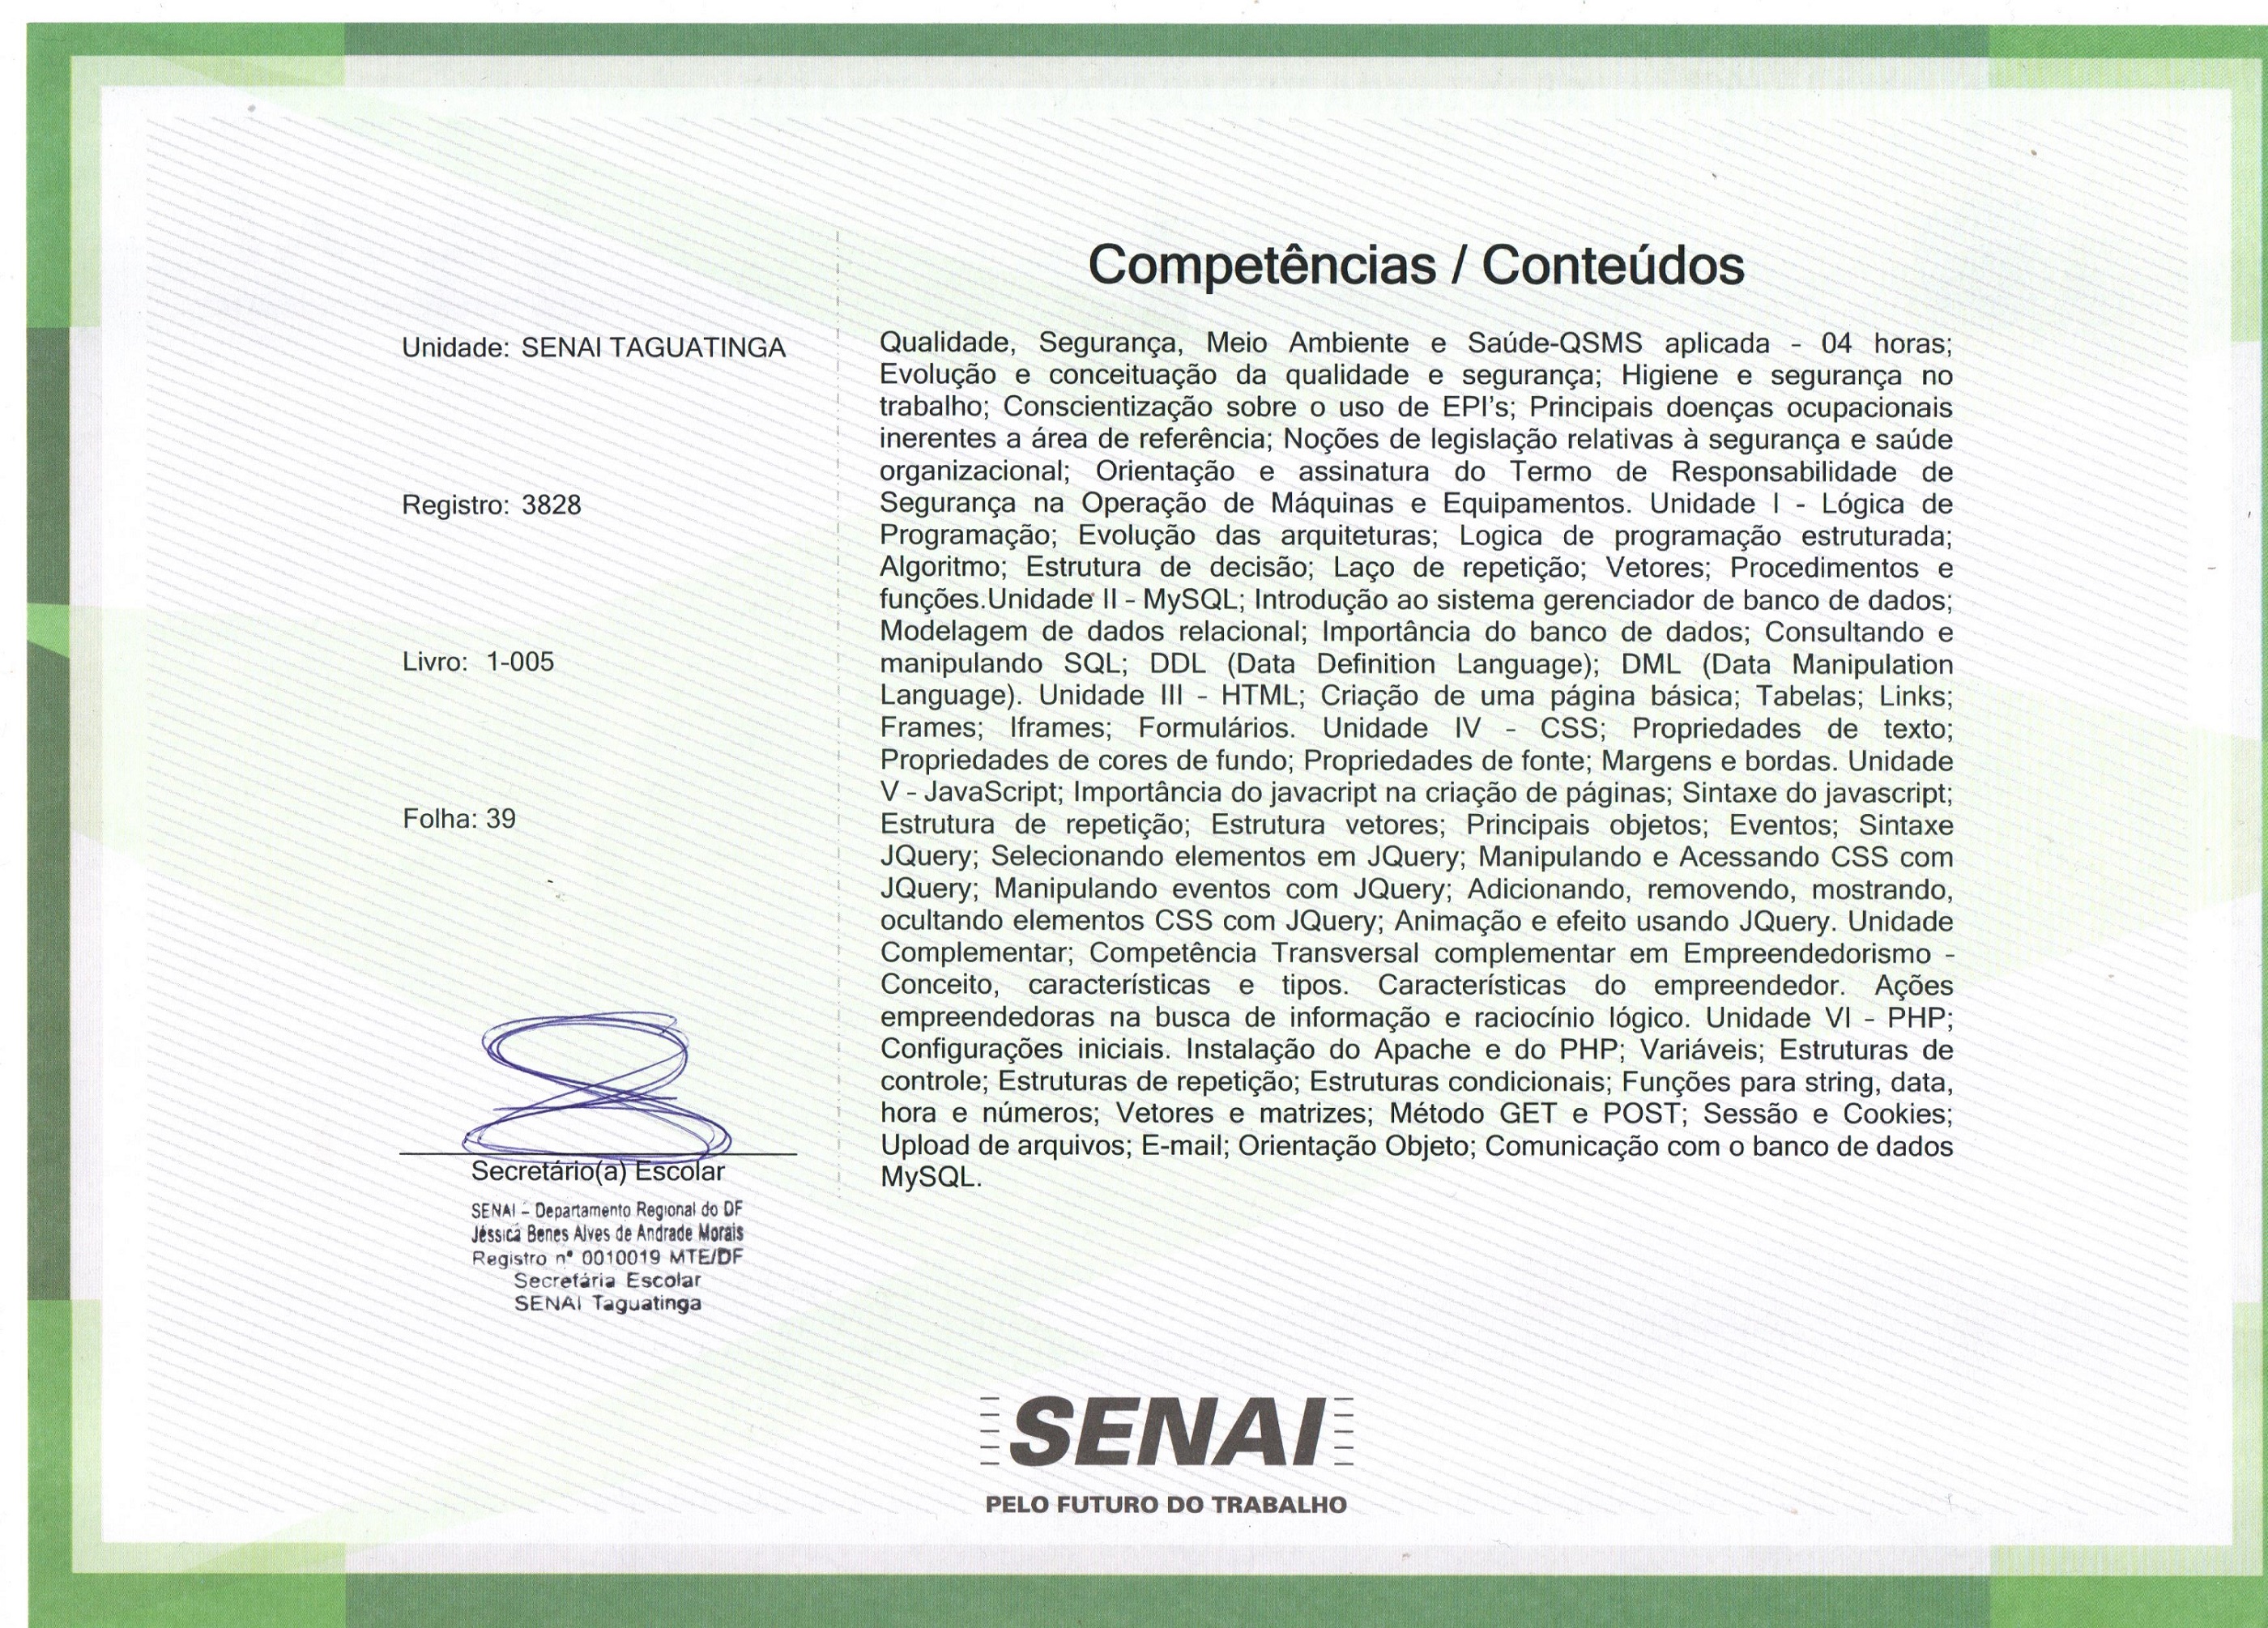 Competências / Conteúdos
Unidade: SENAI TAGUATINGA
Registro: 3828
Livro: 1-005
Folha: 39
Secretário(a) Escolar
SENAI - Departamento Regional do DF
Jéssica Benes Alves de Andrade Morais
Registro nº 0010019 MTE/DF
Secretária Escolar
SENAI Taguatinga
Qualidade, Segurança, Meio Ambiente e Saúde-QSMS aplicada - 04 horas;
Evolução e conceituação da qualidade e segurança; Higiene e segurança no
trabalho; Conscientização sobre o uso de EPI's; Principais doenças ocupacionais
inerentes a área de referência; Noções de legislação relativas à segurança e saúde
organizacional; Orientação e assinatura do Termo de Responsabilidade de
Segurança na Operação de Máquinas e Equipamentos. Unidade I - Lógica de
Programação; Evolução das arquiteturas; Logica de programação estruturada;
Algoritmo; Estrutura de decisão; Laço de repetição; Vetores; Procedimentos e
funções.Unidade II - MySQL; Introdução ao sistema gerenciador de banco de dados;
Modelagem de dados relacional; Importância do banco de dados; Consultando e
manipulando SQL; DDL (Data Definition Language); DML (Data Manipulation
Language). Unidade III - HTML; Criação de uma página básica; Tabelas; Links;
Frames; Iframes; Formulários. Unidade IV - CSS; Propriedades de texto;
Propriedades de cores de fundo; Propriedades de fonte; Margens e bordas. Unidade
V - JavaScript; Importância do javacript na criação de páginas; Sintaxe do javascript;
Estrutura de repetição; Estrutura vetores; Principais objetos; Eventos; Sintaxe
JQuery; Selecionando elementos em JQuery; Manipulando e Acessando CSS com
JQuery; Manipulando eventos com JQuery; Adicionando, removendo, mostrando,
ocultando elementos CSS com JQuery; Animação e efeito usando JQuery. Unidade
Complementar; Competência Transversal complementar em Empreendedorismo -
Conceito, características e tipos. Características do empreendedor. Ações
empreendedoras na busca de informação e raciocínio lógico. Unidade VI - PHP;
Configurações iniciais. Instalação do Apache e do PHP; Variáveis; Estruturas de
controle; Estruturas de repetição; Estruturas condicionais; Funções para string, data,
hora e números; Vetores e matrizes; Método GET e POST; Sessão e Cookies;
Upload de arquivos; E-mail; Orientação Objeto; Comunicação com o banco de dados
MySQL.
SENAI
PELO FUTURO DO TRABALHO